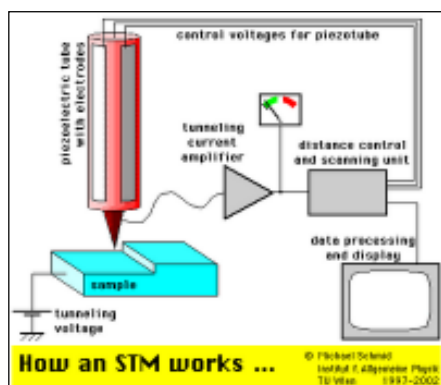 control voltages for piezotube
piezoelectric tube
with electrodes
tunneling
current
amplifier
distance control
and scanning unit
data processing
and display
sample
tunneling
voltage
How an STM works ...
© Michael Schmid
Institut f. Allgemeine Physik
TU Wien 1997-2002